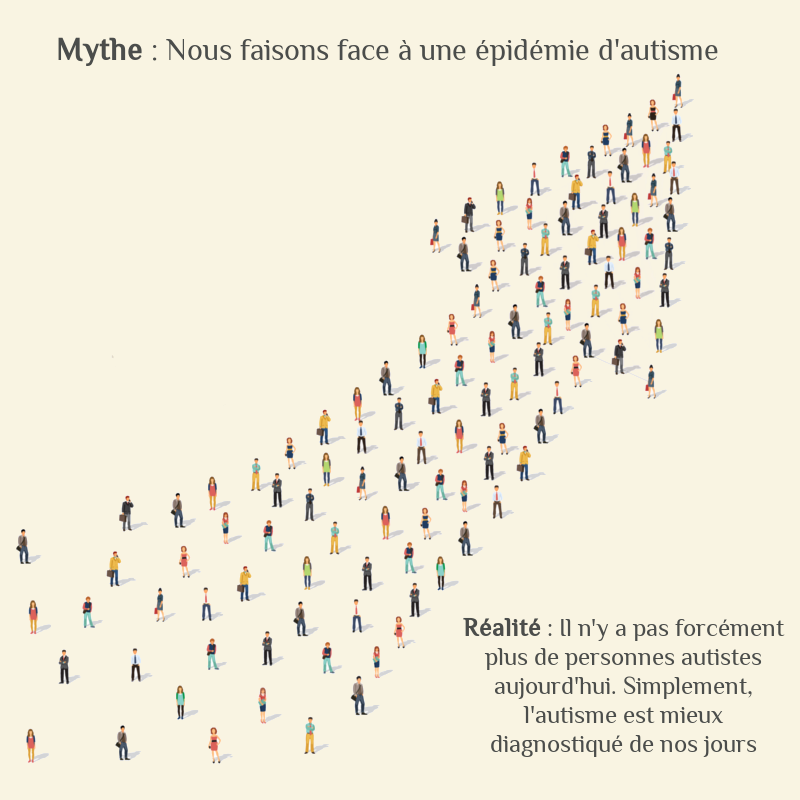 Mythe : Nous faisons face à une épidémie d'autisme
Réalité : Il n'y a pas forcément
plus de personnes autistes
aujourd'hui. Simplement,
l'autisme est mieux
diagnostiqué de nos jours